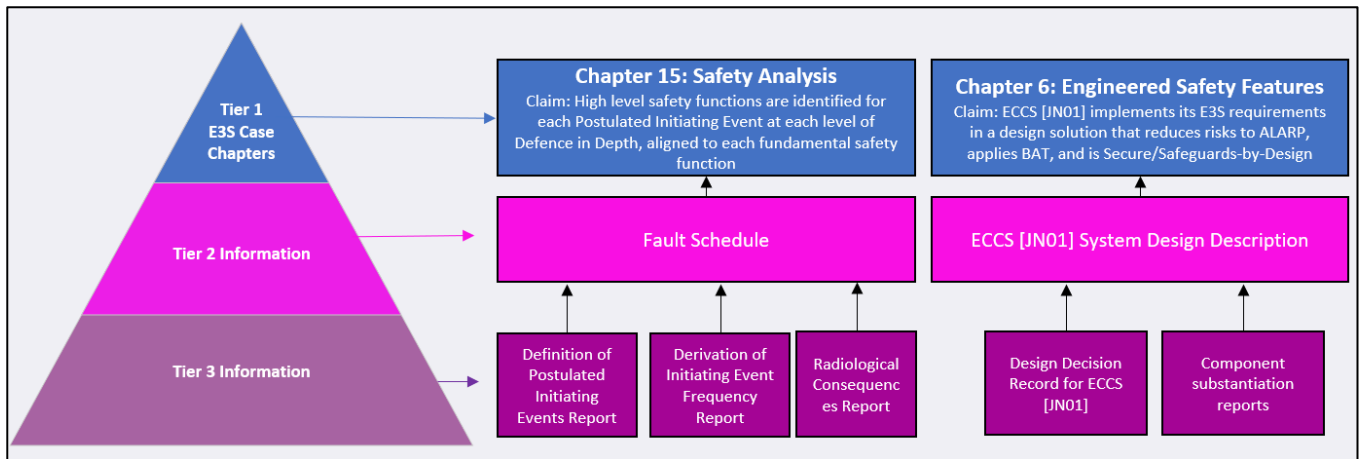 Tier 1
E3S Case
Chapters
Tier 2 Information
Tier 3 Information
Chapter 15: Safety Analysis
Claim: High level safety functions are identified for
each Postulated Initiating Event at each level of
Defence in Depth, aligned to each fundamental safety
function
Chapter 6: Engineered Safety Features
Claim: ECCS [JN01] implements its E3S requirements
in a design solution that reduces risks to ALARP,
applies BAT, and is Secure/Safeguards-by-Design
Fault Schedule
ECCS [JN01] System Design Description
Definition of
Postulated
Initiating
Events Report
Derivation of
Initiating Event
Frequency
Report
Radiological
Consequenc
es Report
Design Decision
Record for ECCS
[JN01]
Component
substantiation
reports